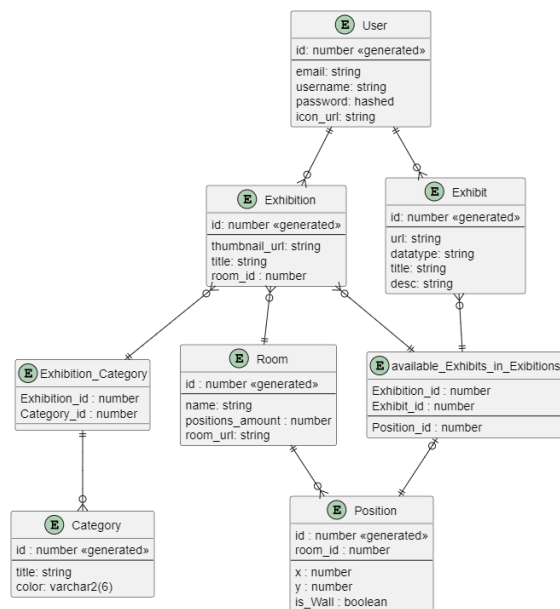 E User
id: number «generated»
email: string
username: string
password: hashed
icon_url: string
E Exhibition
id: number «generated»
thumbnail_url: string
title: string
room_id : number
E Exhibit
id: number «generated»
url: string
datatype: string
title: string
desc: string
E Exhibition_Category
Exhibition_id : number
Category_id : number
E Room
id : number «generated»
name: string
positions_amount : number
room_url: string
E available_Exhibits_in_Exibitions
Exhibition_id : number
Exhibit_id : number
Position_id : number
E Category
id : number «generated»
title: string
color: varchar2(6)
E Position
id : number «generated»
room_id : number
x : number
y : number
is_Wall : boolean